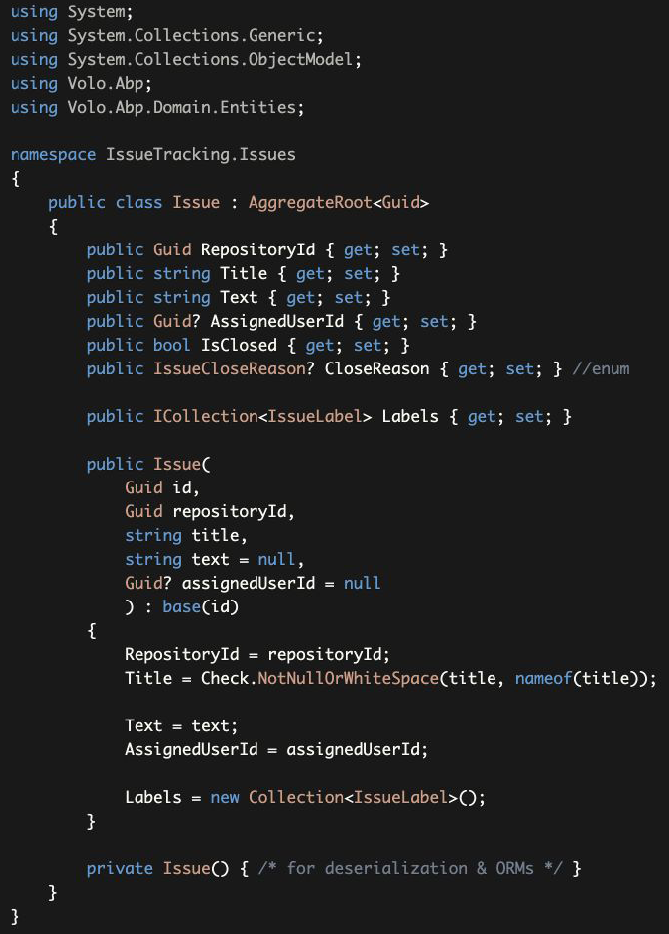 using System;
using System.Collections.Generic;
using System.Collections.ObjectModel;
using Volo.Abp;
using Volo.Abp.Domain.Entities;

namespace IssueTracking.Issues
{
    public class Issue : AggregateRoot<Guid>
    {
        public Guid RepositoryId { get; set; }
        public string Title { get; set; }
        public string Text { get; set; }
        public Guid? AssignedUserId { get; set; }
        public bool IsClosed { get; set; }
        public IssueCloseReason? CloseReason { get; set; } //enum

        public ICollection<IssueLabel> Labels { get; set; }

        public Issue(
            Guid id,
            Guid repositoryId,
            string title,
            string text = null,
            Guid? assignedUserId = null
            ) : base(id)
        {
            RepositoryId = repositoryId;
            Title = Check.NotNullOrWhiteSpace(title, nameof(title));

            Text = text;
            AssignedUserId = assignedUserId;

            Labels = new Collection<IssueLabel>();
        }

        private Issue() { /* for deserialization & ORMs */ }
    }
}